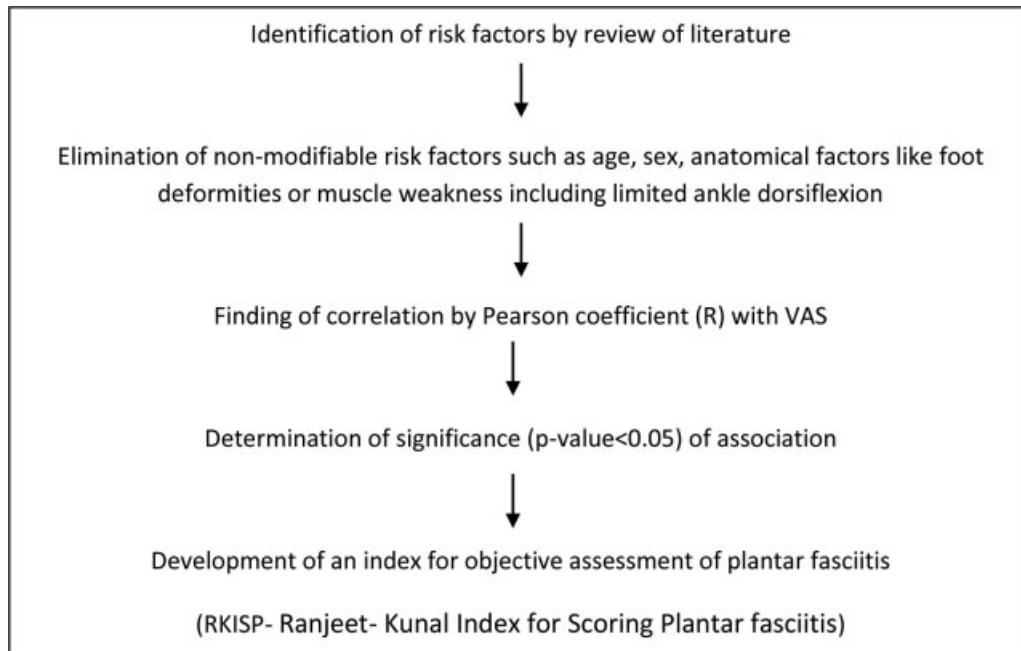 Identification of risk factors by review of literature
Elimination of non-modifiable risk factors such as age, sex, anatomical factors like foot
deformities or muscle weakness including limited ankle dorsiflexion
Finding of correlation by Pearson coefficient (R) with VAS
Determination of significance (p-value<0.05) of association
Development of an index for objective assessment of plantar fasciitis
(RKISP- Ranjeet- Kunal Index for Scoring Plantar fasciitis)